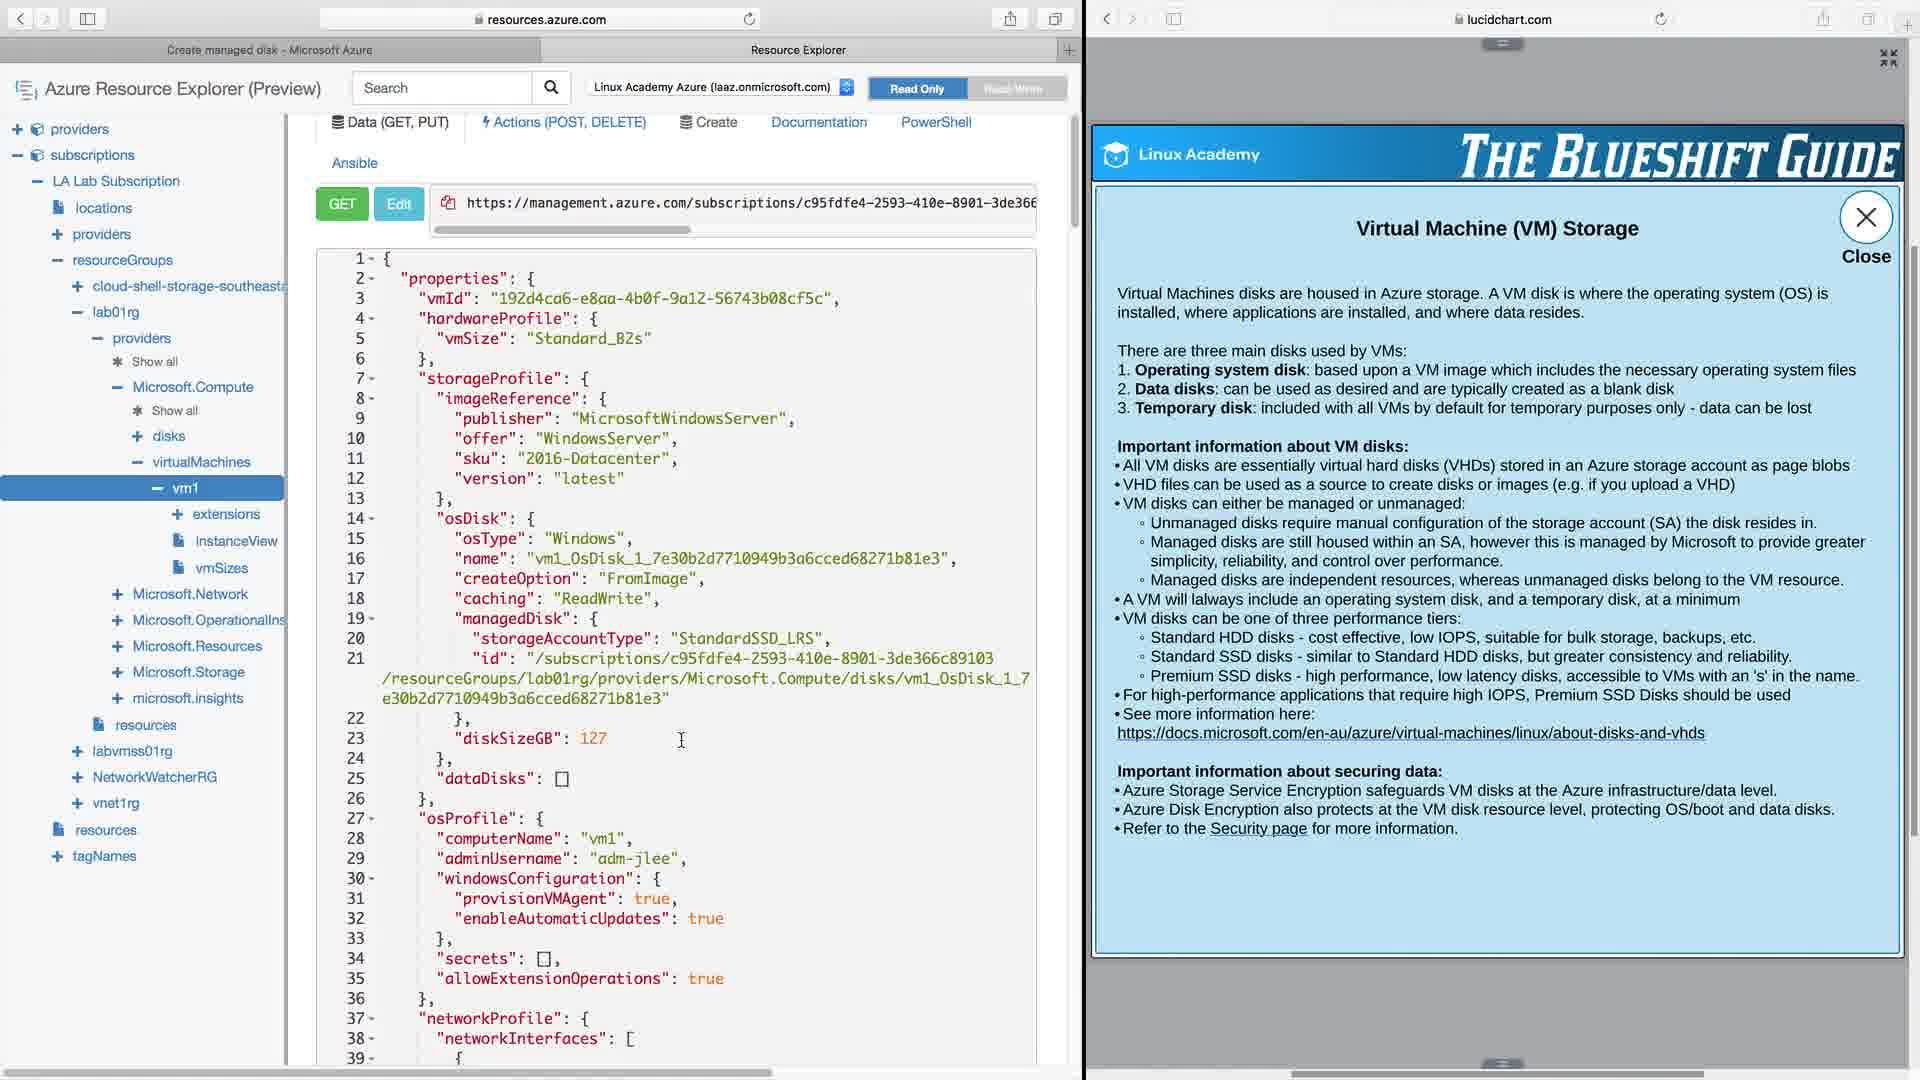 resources.azure.com
Create managed disk - Microsoft Azure
Resource Explorer
Azure Resource Explorer (Preview)
Search
Linux Academy Azure (laaz.onmicrosoft.com)
Read Only
Read/Write
providers
subscriptions
LA Lab Subscription
locations
providers
resourceGroups
cloud-shell-storage-southeast
lab01rg
providers
Show all
Microsoft.Compute
Show all
disks
virtualMachines
vm1
extensions
InstanceView
vmSizes
Microsoft.Network
Microsoft.OperationalIns
Microsoft.Resources
Microsoft.Storage
microsoft.insights
resources
labvmss01rg
NetworkWatcherRG
vnet1rg
resources
tagNames
Data (GET, PUT)
Actions (POST, DELETE)
Create
Documentation
PowerShell
Ansible
GET
Edit
https://management.azure.com/subscriptions/c95fdfe4-2593-410e-8901-3de366
1 {
2 "properties": {
3 "vmId": "192d4ca6-e8aa-4b0f-9a12-56743b08cf5c",
4 "hardwareProfile": {
5 "vmSize": "Standard_B2s"
6 },
7 "storageProfile": {
8 "imageReference": {
9 "publisher": "MicrosoftWindowsServer",
10 "offer": "WindowsServer",
11 "sku": "2016-Datacenter",
12 "version": "latest"
13 },
14 "osDisk": {
15 "osType": "Windows",
16 "name": "vm1_OsDisk_1_7e30b2d7710949b3a6cced68271b81e3",
17 "createOption": "FromImage",
18 "caching": "ReadWrite",
19 "managedDisk": {
20 "storageAccountType": "StandardSSD_LRS",
21 "id": "/subscriptions/c95fdfe4-2593-410e-8901-3de366c89103
/resourceGroups/lab01rg/providers/Microsoft.Compute/disks/vm1_OsDisk_1_7
e30b2d7710949b3a6cced68271b81e3"
22 },
23 "diskSizeGB": 127
24 },
25 "dataDisks": []
26 },
27 "osProfile": {
28 "computerName": "vm1",
29 "adminUsername": "adm-jlee",
30 "windowsConfiguration": {
31 "provisionVMAgent": true,
32 "enableAutomaticUpdates": true
33 },
34 "secrets": [],
35 "allowExtensionOperations": true
36 },
37 "networkProfile": {
38 "networkInterfaces": [
39 {
lucidchart.com
Linux Academy
THE BLUESHIFT GUIDE
Virtual Machine (VM) Storage
Close
Virtual Machines disks are housed in Azure storage. A VM disk is where the operating system (OS) is
installed, where applications are installed, and where data resides.
There are three main disks used by VMs:
1. Operating system disk: based upon a VM image which includes the necessary operating system files
2. Data disks: can be used as desired and are typically created as a blank disk
3. Temporary disk: included with all VMs by default for temporary purposes only - data can be lost
Important information about VM disks:
• All VM disks are essentially virtual hard disks (VHDs) stored in an Azure storage account as page blobs
• VHD files can be used as a source to create disks or images (e.g. if you upload a VHD)
• VM disks can either be managed or unmanaged:
◦ Unmanaged disks require manual configuration of the storage account (SA) the disk resides in.
◦ Managed disks are still housed within an SA, however this is managed by Microsoft to provide greater
simplicity, reliability, and control over performance.
◦ Managed disks are independent resources, whereas unmanaged disks belong to the VM resource.
• A VM will lalways include an operating system disk, and a temporary disk, at a minimum
• VM disks can be one of three performance tiers:
◦ Standard HDD disks - cost effective, low IOPS, suitable for bulk storage, backups, etc.
◦ Standard SSD disks - similar to Standard HDD disks, but greater consistency and reliability.
◦ Premium SSD disks - high performance, low latency disks, accessible to VMs with an 's' in the name.
• For high-performance applications that require high IOPS, Premium SSD Disks should be used
• See more information here:
https://docs.microsoft.com/en-au/azure/virtual-machines/linux/about-disks-and-vhds
Important information about securing data:
• Azure Storage Service Encryption safeguards VM disks at the Azure infrastructure/data level.
• Azure Disk Encryption also protects at the VM disk resource level, protecting OS/boot and data disks.
• Refer to the Security page for more information.